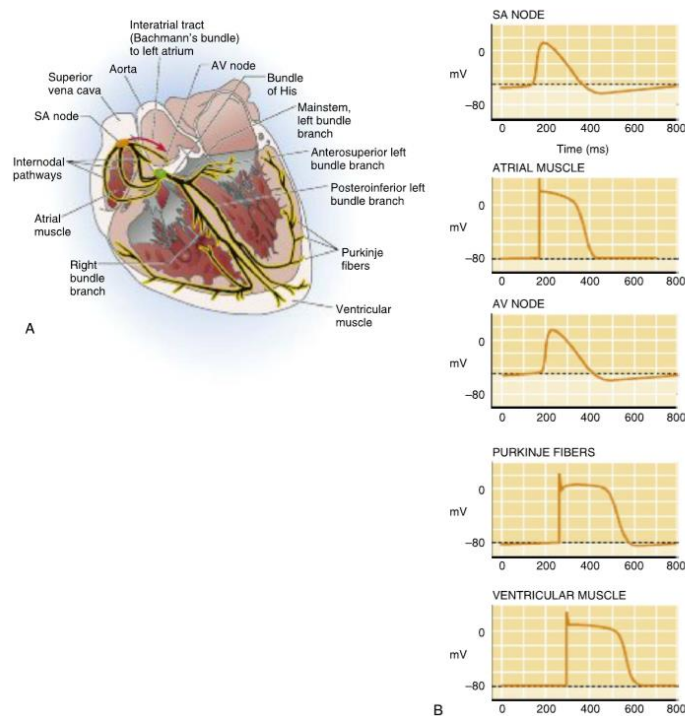 Interatrial tract
(Bachmann's bundle)
to left atrium
AV node
Aorta
Bundle
of His
Superior
vena cava
Mainstem,
left bundle
branch
SA node
Anterosuperior left
bundle branch
Internodal
pathways
Posteroinferior left
bundle branch
Atrial
muscle
Purkinje
fibers
Right
bundle
branch
Ventricular
muscle
A
SA NODE
0
mV
−80
0 200 400 600 800
Time (ms)
ATRIAL MUSCLE
0
mV
−80
0 200 400 600 800
AV NODE
0
mV
−80
0 200 400 600 800
PURKINJE FIBERS
0
mV
−80
0 200 400 600 800
VENTRICULAR MUSCLE
0
mV
−80
0 200 400 600 800
B